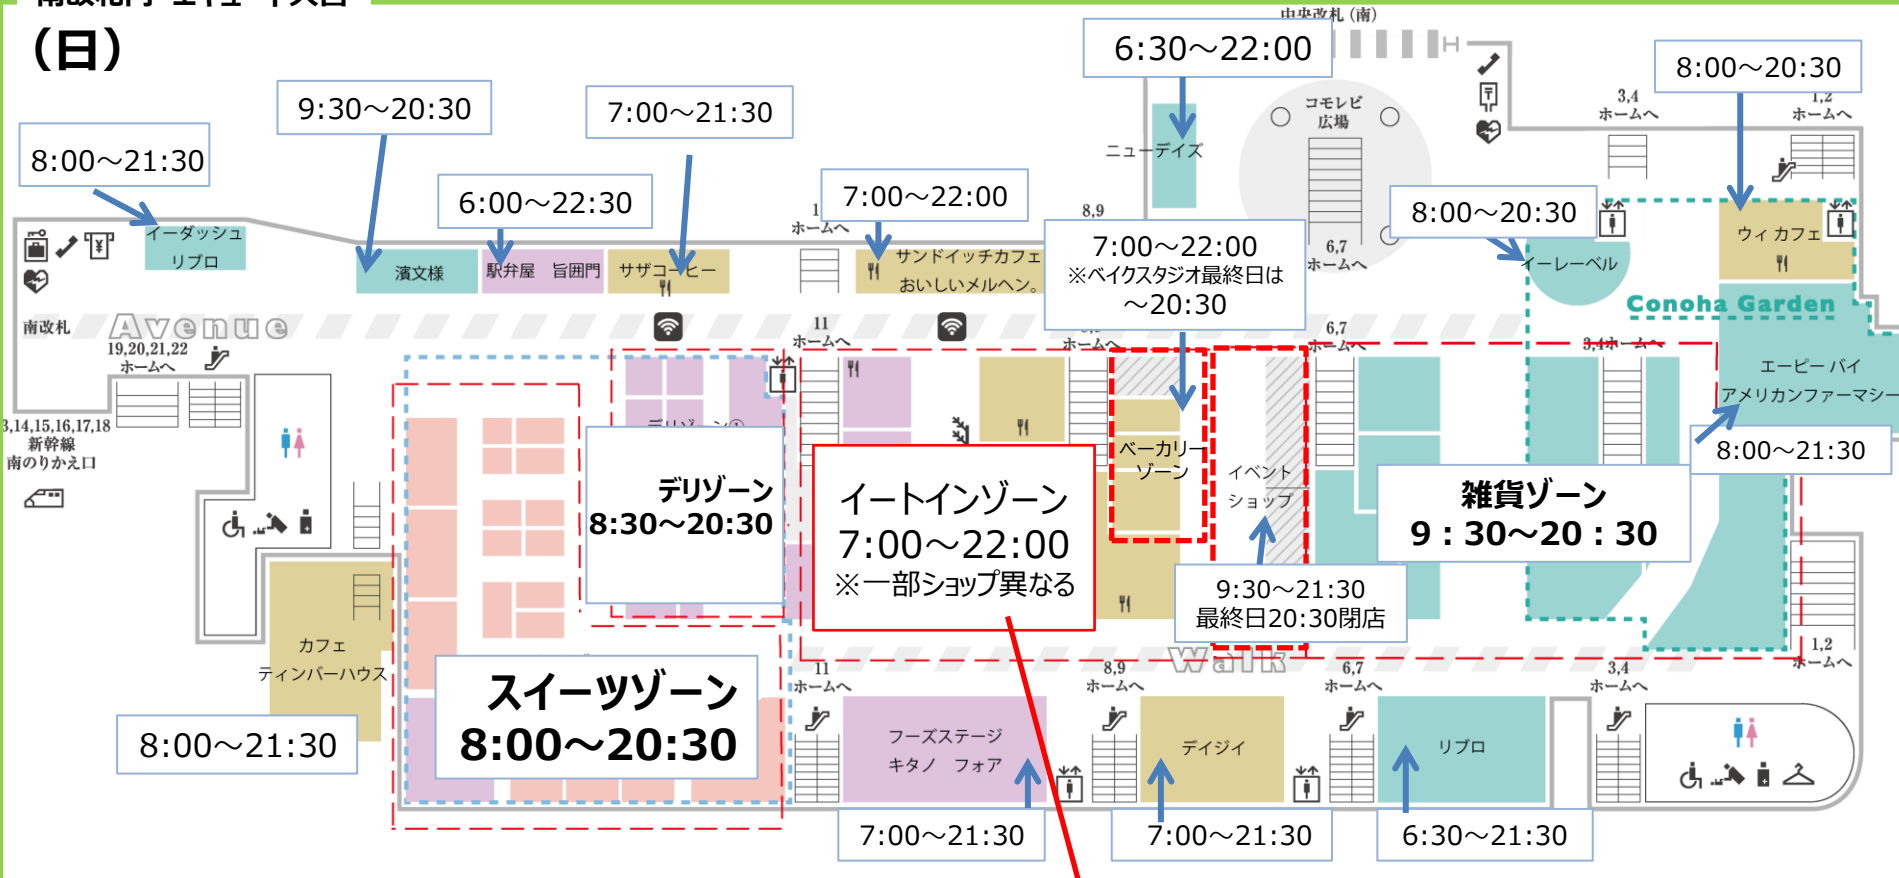 (日)
中央改札(南)
6:30～22:00
8:00～20:30
9:30～20:30
7:00～21:30
8:00～21:30
6:00～22:30
7:00～22:00
コモレビ
広場
ニューデイズ
3,4
ホームへ
1,2
ホームへ
イーダッシュ
リブロ
濱文様
駅弁屋 旨囲門
サザコーヒー
ホームへ
サンドイッチカフェ
おいしいメルヘン。
8,9
7:00～22:00
※ベイクスタジオ最終日は
～20:30
6,7
ホームへ
8:00～20:30
イーレーベル
ウィ カフェ
Conoha Garden
南改札
Avenue
19,20,21,22
ホームへ
11
ホームへ
ホームへ
6,7
ホームへ
3,4ホームへ
エーピー バイ
アメリカンファーマシー
8:00～21:30
3,14,15,16,17,18
新幹線
南のりかえ口
デリゾーン
8:30～20:30
イートインゾーン
7:00～22:00
※一部ショップ異なる
ベーカリー
ゾーン
イベント
ショップ
9:30～21:30
最終日20:30閉店
雑貨ゾーン
9：30～20：30
カフェ
ティンバーハウス
8:00～21:30
スイーツゾーン
8:00～20:30
Walk
11
ホームへ
8,9
ホームへ
6,7
ホームへ
3,4
ホームへ
1,2
ホームへ
フーズステージ
キタノ フォア
デイジイ
リブロ
7:00～21:30
7:00～21:30
6:30～21:30